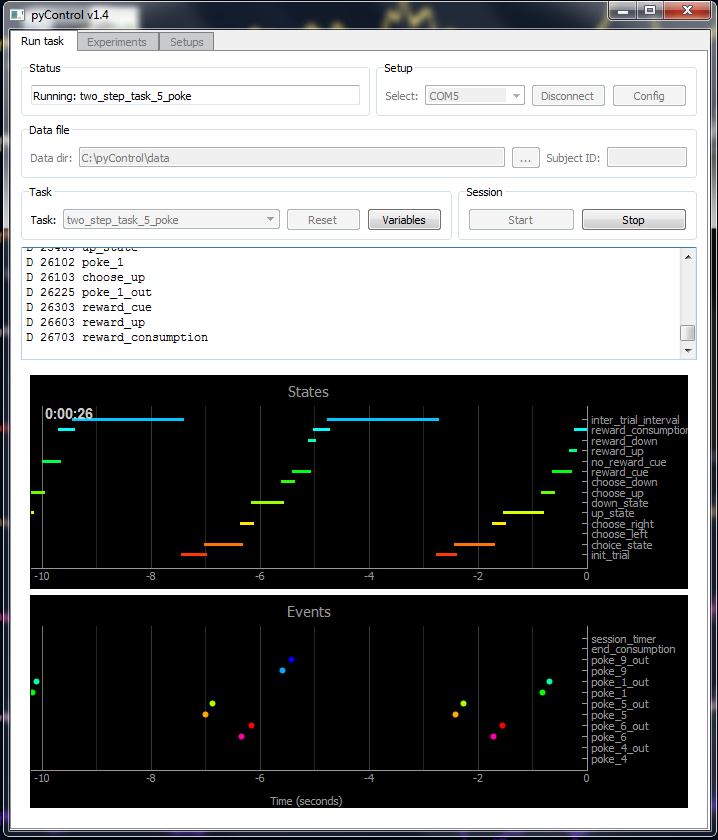 pyControl v1.4
Run task Experiments Setups
Status
Running: two_step_task_5_poke
Setup
Select: COM5 Disconnect Config
Data file
Data dir: C:\pyControl\data ... Subject ID:
Task
Task: two_step_task_5_poke Reset Variables
Session
Start Stop
D 26102 poke_1
D 26103 choose_up
D 26225 poke_1_out
D 26303 reward_cue
D 26603 reward_up
D 26703 reward_consumption
States
0:00:26
inter_trial_interval
reward_consumption
reward_down
reward_up
no_reward_cue
reward_cue
choose_down
choose_up
down_state
up_state
choose_right
choose_left
choice_state
init_trial
-10 -8 -6 -4 -2 0
Events
session_timer
end_consumption
poke_9_out
poke_9
poke_1_out
poke_1
poke_5_out
poke_5
poke_6_out
poke_6
poke_4_out
poke_4
-10 -8 -6 -4 -2 0
Time (seconds)